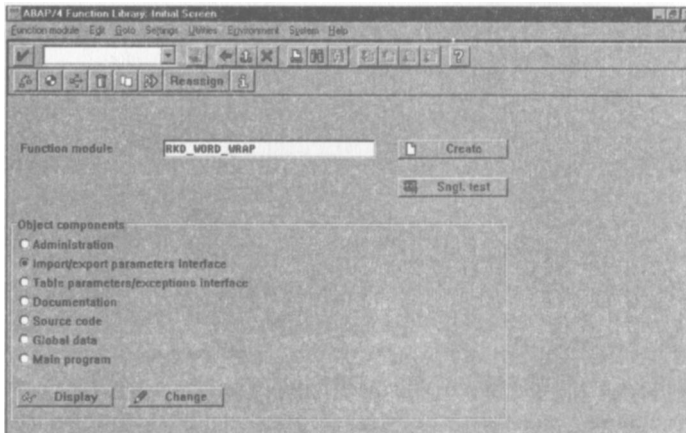 ABAP/4 Function Library: Initial Screen
Function module Edit Goto Settings Utilities Environment System Help
Reassign
Function module RKD_WORD_WRAP Create
Sngl. test
Object components
Administration
Import/export parameters interface
Table parameters/exceptions interface
Documentation
Source code
Global data
Main program
Display Change